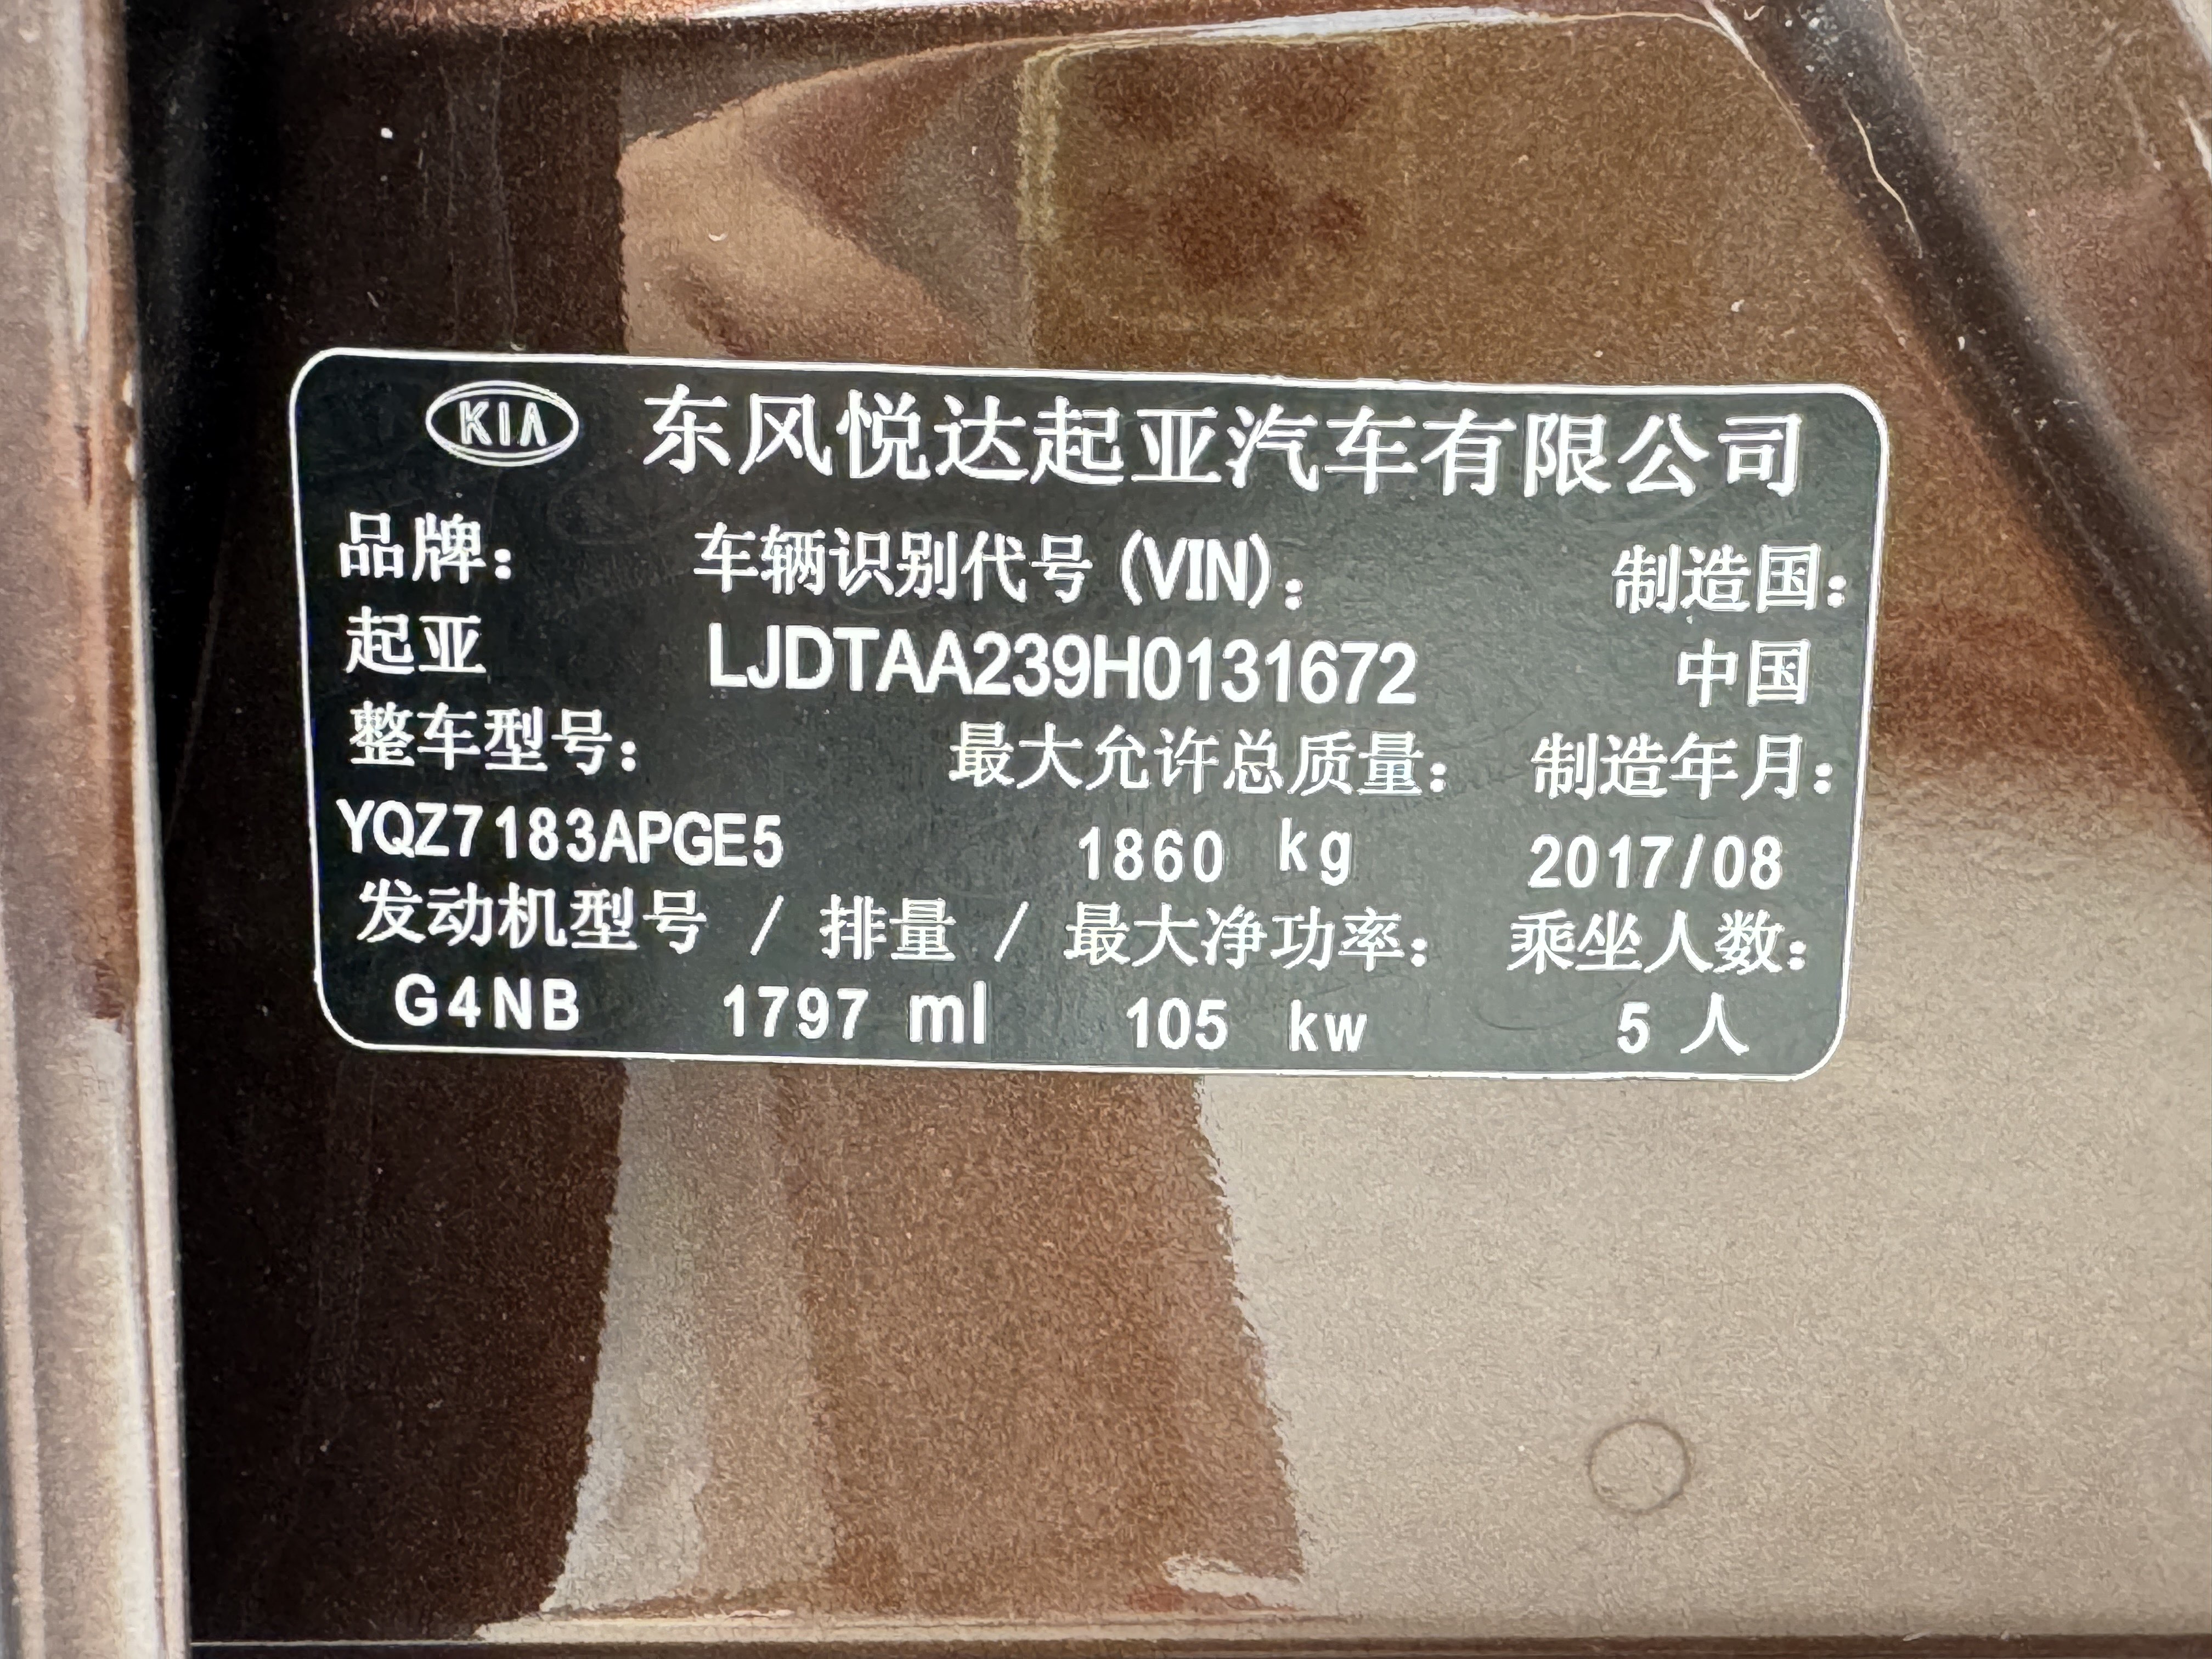 KIA 东风悦达起亚汽车有限公司
品牌： 车辆识别代号 (VIN)： 制造国：
起亚 LJDTAA239H0131672 中国
整车型号： 最大允许总质量： 制造年月：
YQZ7183APGE5 1860 kg 2017/08
发动机型号 / 排量 / 最大净功率： 乘坐人数：
G4NB 1797 ml 105 kw 5 人